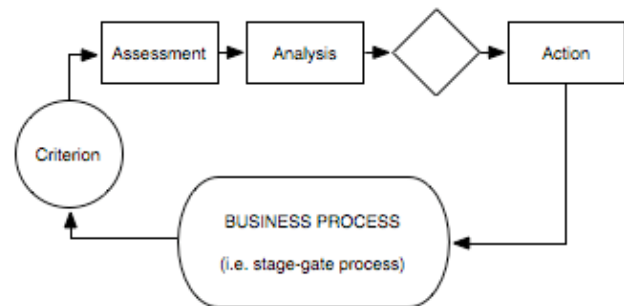 Assessment
Analysis
Action
Criterion
BUSINESS PROCESS
(i.e. stage-gate process)